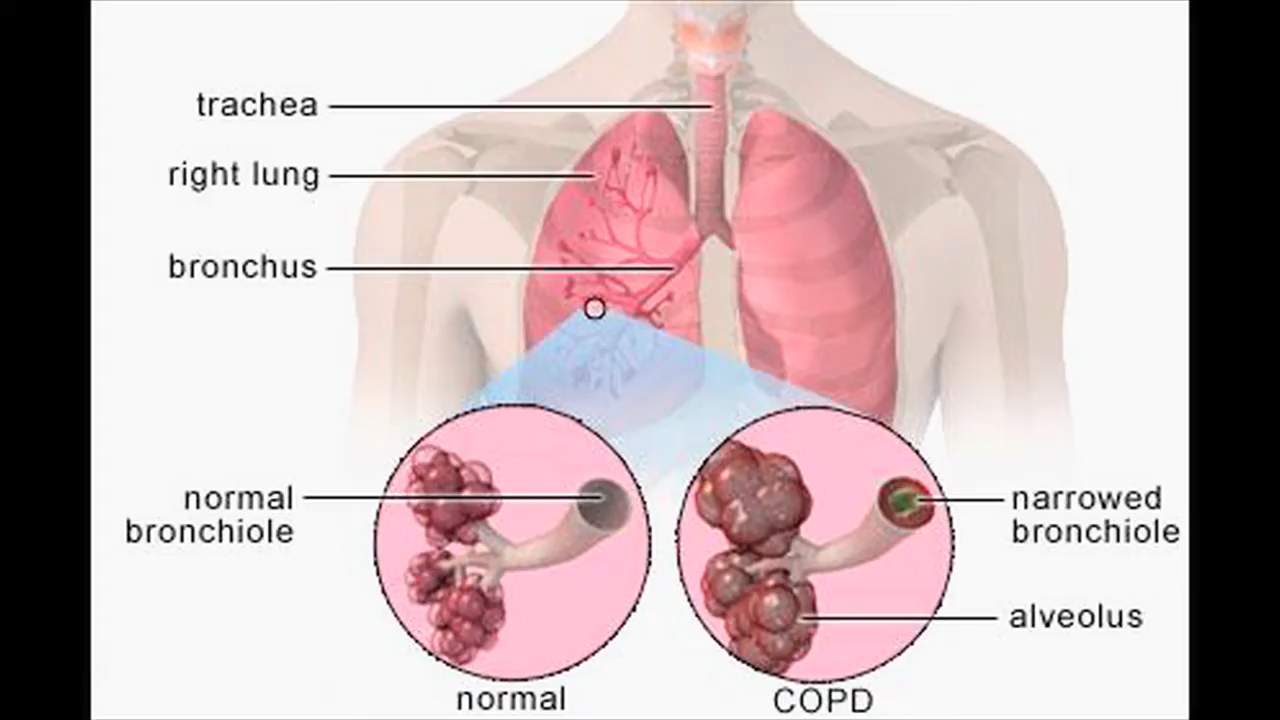 trachea
right lung
bronchus
normal
bronchiole
narrowed
bronchiole
alveolus
normal
COPD